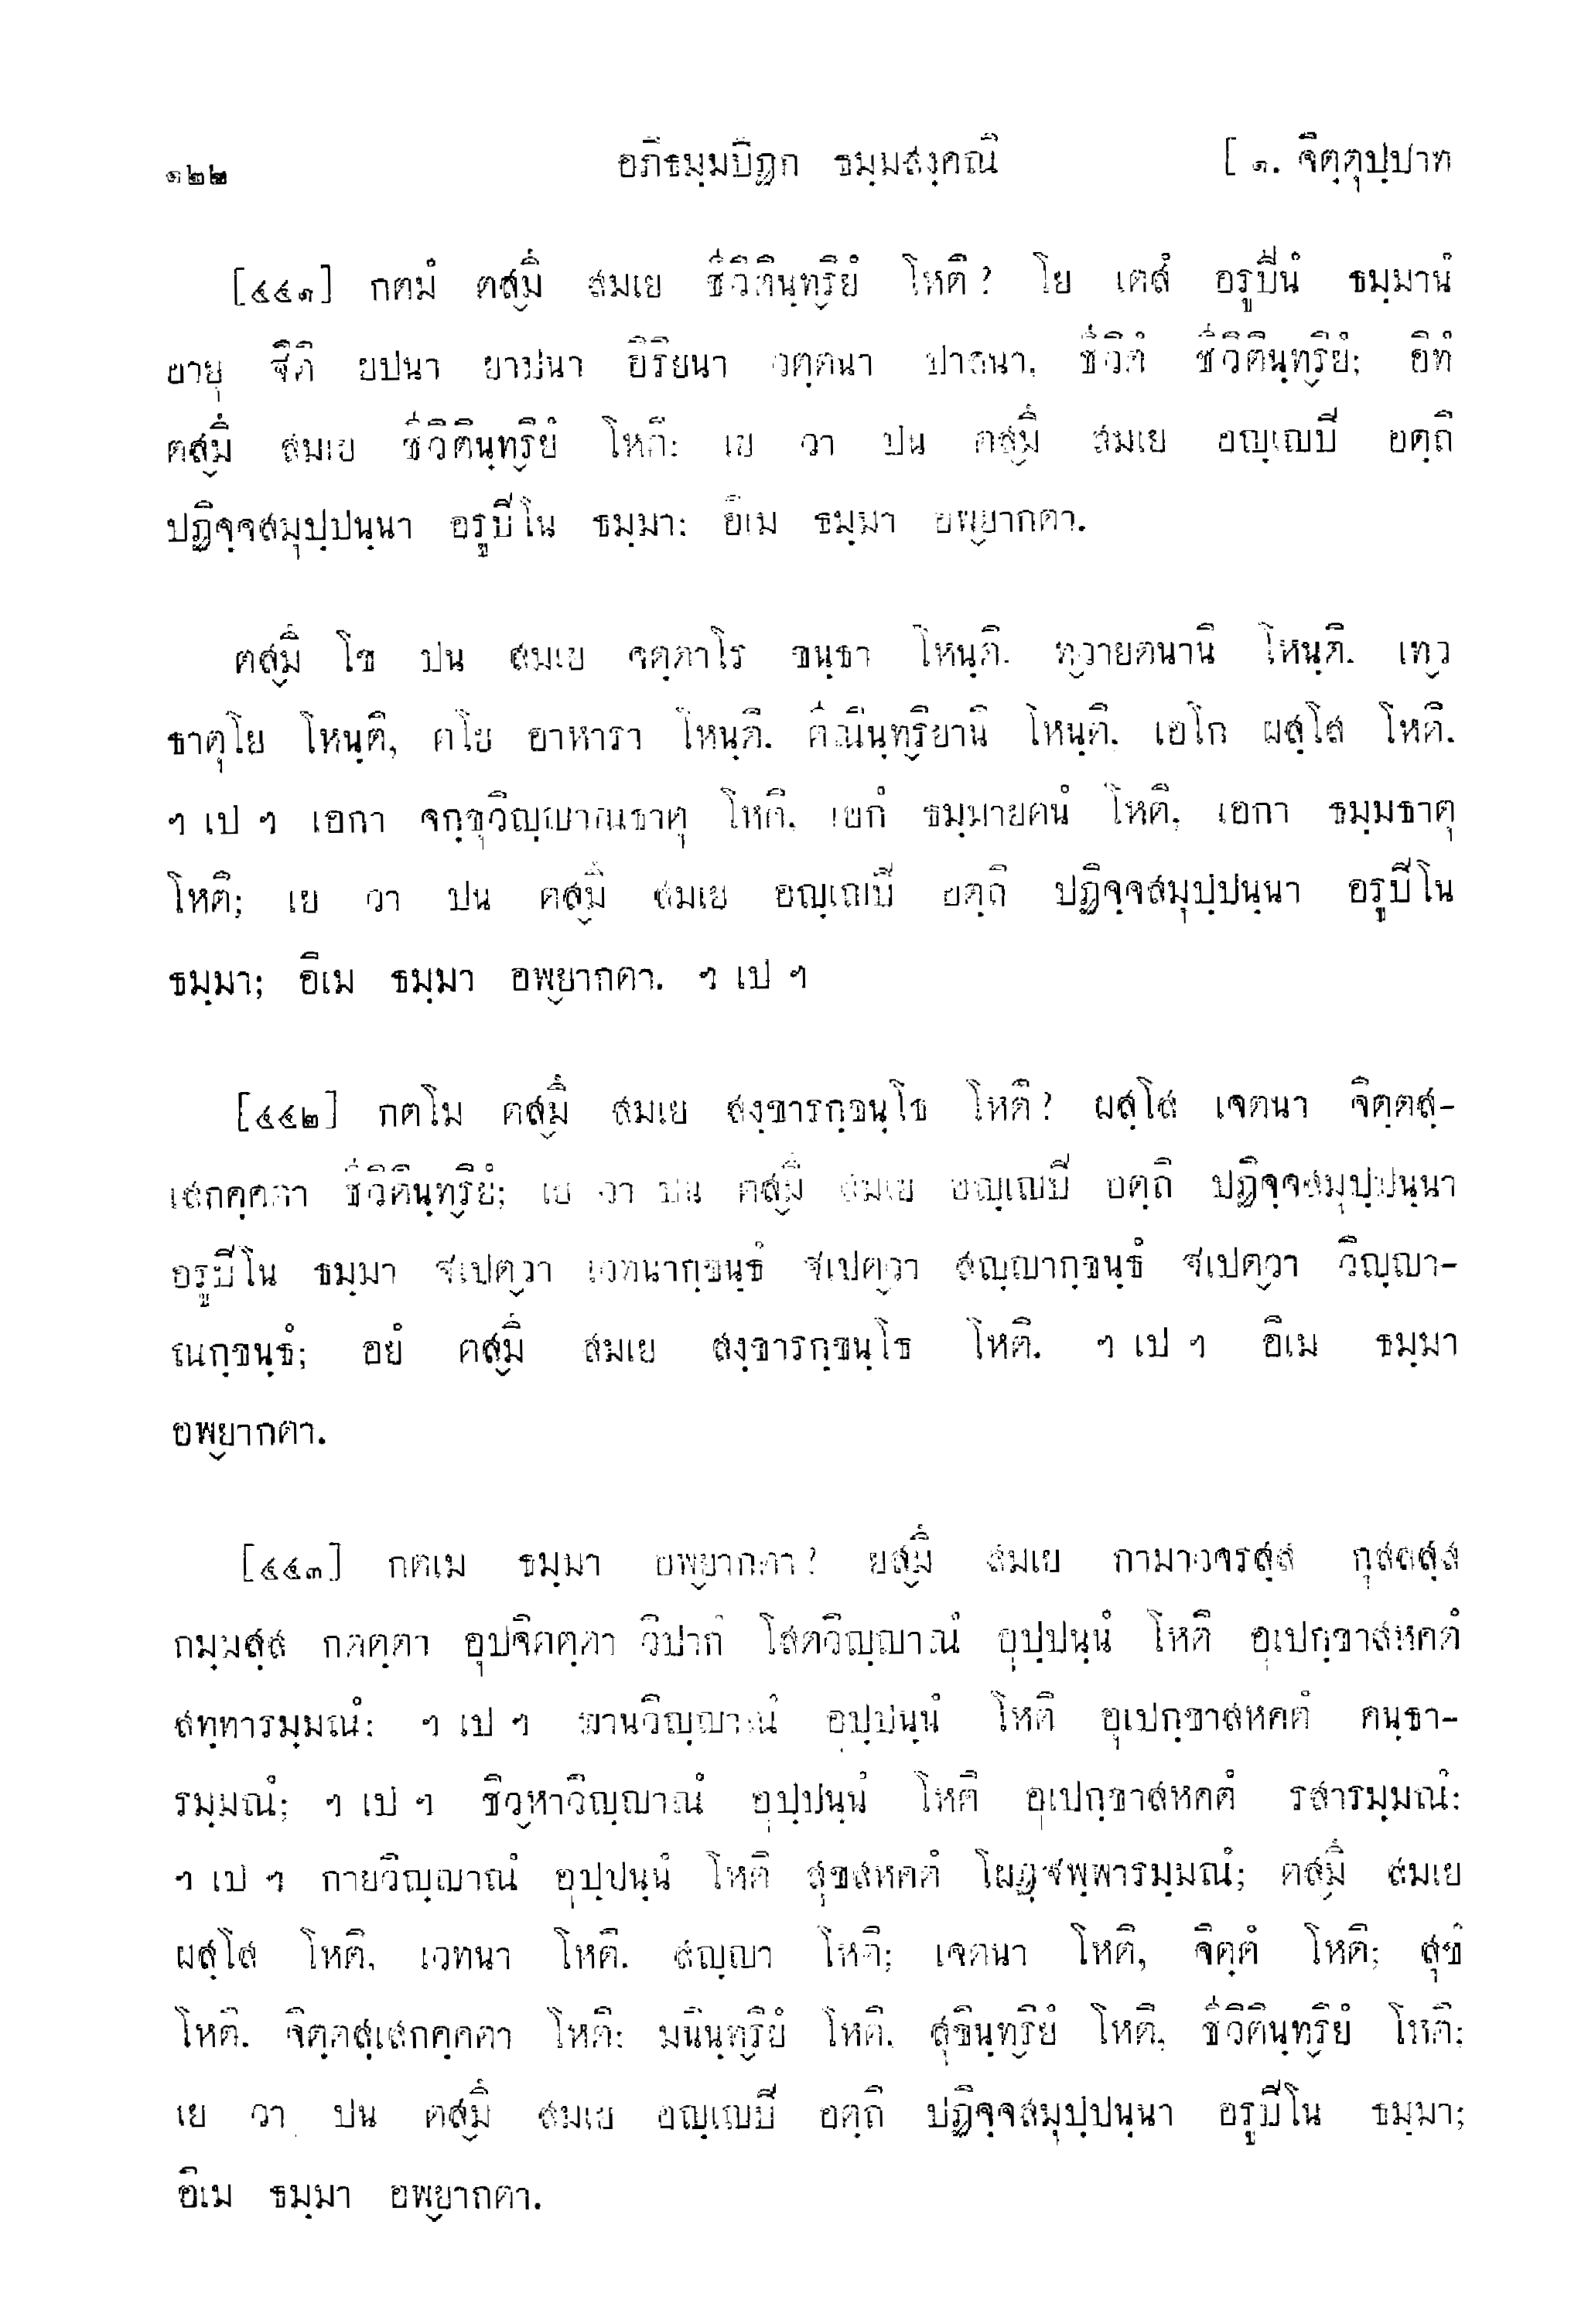 ๑๒๒ อภิธมฺมปิฏก ธมฺมสงฺคณิ [ ๑. จิตฺตุปฺปาท
[๔๔๑] กตมํ ตสฺมึ สมเย ชีวิตินฺทฺริยํ โหติ? โย เตสํ อรูปีนํ ธมฺมานํ
อายุ ฐิติ ยปนา ยาปนา อิริยนา วตฺตนา ปาลนา, ชีวิตํ ชีวิตินฺทฺริยํ; อิทํ
ตสฺมึ สมเย ชีวิตินฺทฺริยํ โหติ; เย วา ปน ตสฺมึ สมเย อญฺเญปี อตฺถิ
ปฏิจฺจสมุปฺปนฺนา อรูปีโน ธมฺมา; อิเม ธมฺมา อพฺยากตา.
ตสฺมึ โข ปน สมเย จตฺตาโร ขนฺธา โหนฺติ. ทฺวายตนานิ โหนฺติ. เทฺว
ธาตุโย โหนฺติ, ตโย อาหารา โหนฺติ. ตีณินฺทฺริยานิ โหนฺติ. เอโก ผสฺโส โหติ.
ฯ เป ฯ เอกา จกฺขุวิญฺญาณธาตุ โหติ, เอกํ ธมฺมายตนํ โหติ, เอกา ธมฺมธาตุ
โหติ; เย วา ปน ตสฺมึ สมเย อญฺเญปี อตฺถิ ปฏิจฺจสมุปฺปนฺนา อรูปีโน
ธมฺมา; อิเม ธมฺมา อพฺยากตา. ฯ เป ฯ
[๔๔๒] กตโม ตสฺมึ สมเย สงฺขารกฺขนฺโธ โหติ? ผสฺโส เจตนา จิตฺตสฺ-
เสกคฺคตา ชีวิตินฺทฺริยํ; เย วา ปน ตสฺมึ สมเย อญฺเญปี อตฺถิ ปฏิจฺจสมุปฺปนฺนา
อรูปีโน ธมฺมา ฐเปตฺวา เวทนากฺขนฺธํ ฐเปตฺวา สญฺญากฺขนฺธํ ฐเปตฺวา วิญฺญา-
ณกฺขนฺธํ; อยํ ตสฺมึ สมเย สงฺขารกฺขนฺโธ โหติ. ฯ เป ฯ อิเม ธมฺมา
อพฺยากตา.
[๔๔๓] กตเม ธมฺมา อพฺยากตา? ยสฺมึ สมเย กามาวจรสฺส กุสลสฺส
กมฺมสฺส กตตฺตา อุปจิตตฺตา วิปากํ โสตวิญฺญาณํ อุปฺปนฺนํ โหติ อุเปกฺขาสหคตํ
สทฺทารมฺมณํ; ฯ เป ฯ ฆานวิญฺญาณํ อุปฺปนฺนํ โหติ อุเปกฺขาสหคตํ คนฺธา-
รมฺมณํ; ฯ เป ฯ ชิวฺหาวิญฺญาณํ อุปฺปนฺนํ โหติ อุเปกฺขาสหคตํ รสารมฺมณํ;
ฯ เป ฯ กายวิญฺญาณํ อุปฺปนฺนํ โหติ สุขสหคตํ โผฏฺฐพฺพารมฺมณํ; ตสฺมึ สมเย
ผสฺโส โหติ, เวทนา โหติ. สญฺญา โหติ; เจตนา โหติ, จิตฺตํ โหติ; สุขํ
โหติ. จิตฺตสฺเสกคฺคตา โหติ; มนินฺทฺริยํ โหติ. สุขินฺทฺริยํ โหติ, ชีวิตินฺทฺริยํ โหติ;
เย วา ปน ตสฺมึ สมเย อญฺเญปี อตฺถิ ปฏิจฺจสมุปฺปนฺนา อรูปีโน ธมฺมา;
อิเม ธมฺมา อพฺยากตา.